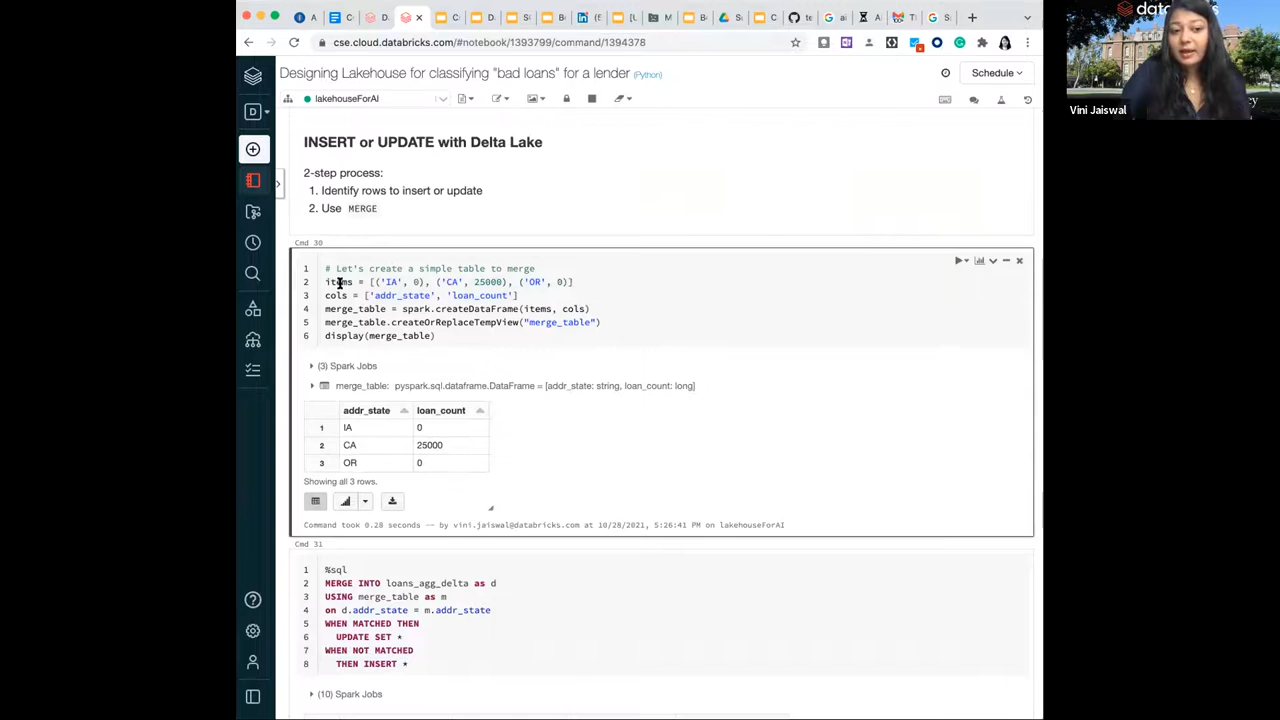 cse.cloud.databricks.com/#notebook/1393799/command/1394378
Designing Lakehouse for classifying "bad loans" for a lender (Python)
Schedule
D
lakehouseForAI
Vini Jaiswal
INSERT or UPDATE with Delta Lake
2-step process:
1. Identify rows to insert or update
2. Use MERGE
Cmd 30
1 # Let's create a simple table to merge
2 items = [('IA', 0), ('CA', 25000), ('OR', 0)]
3 cols = ['addr_state', 'loan_count']
4 merge_table = spark.createDataFrame(items, cols)
5 merge_table.createOrReplaceTempView("merge_table")
6 display(merge_table)
(3) Spark Jobs
merge_table: pyspark.sql.dataframe.DataFrame = [addr_state: string, loan_count: long]
addr_state loan_count
1 IA 0
2 CA 25000
3 OR 0
Showing all 3 rows.
Command took 0.28 seconds -- by vini.jaiswal@databricks.com at 10/28/2021, 5:26:41 PM on lakehouseForAI
Cmd 31
1 %sql
2 MERGE INTO loans_agg_delta as d
3 USING merge_table as m
4 on d.addr_state = m.addr_state
5 WHEN MATCHED THEN
6 UPDATE SET *
7 WHEN NOT MATCHED
8 THEN INSERT *
(10) Spark Jobs